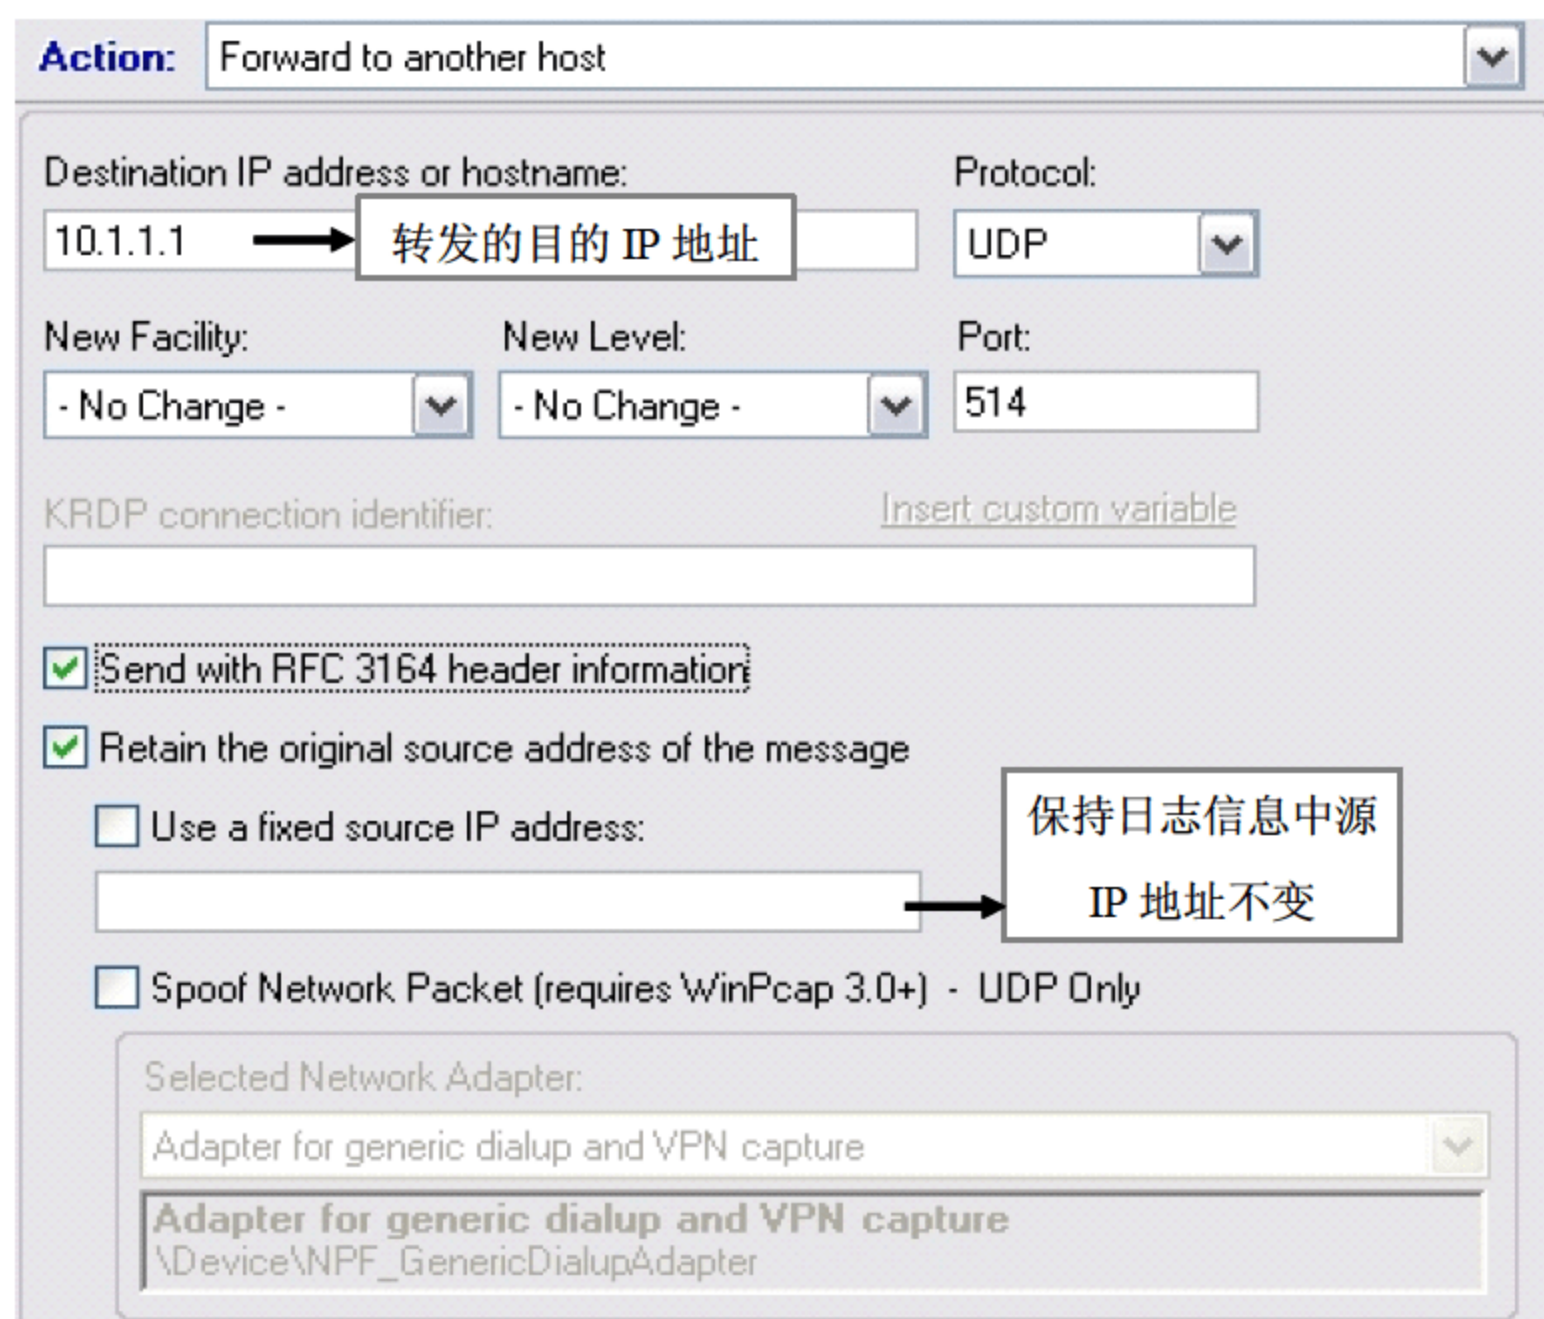 Action: Forward to another host
Destination IP address or hostname: Protocol:
10.1.1.1 转发的目的 IP 地址 UDP
New Facility: New Level: Port:
- No Change - - No Change - 514
KRDP connection identifier: Insert custom variable
Send with RFC 3164 header information
Retain the original source address of the message
Use a fixed source IP address:
保持日志信息中源
IP 地址不变
Spoof Network Packet (requires WinPcap 3.0+) - UDP Only
Selected Network Adapter:
Adapter for generic dialup and VPN capture
Adapter for generic dialup and VPN capture
\Device\NPF_GenericDialupAdapter